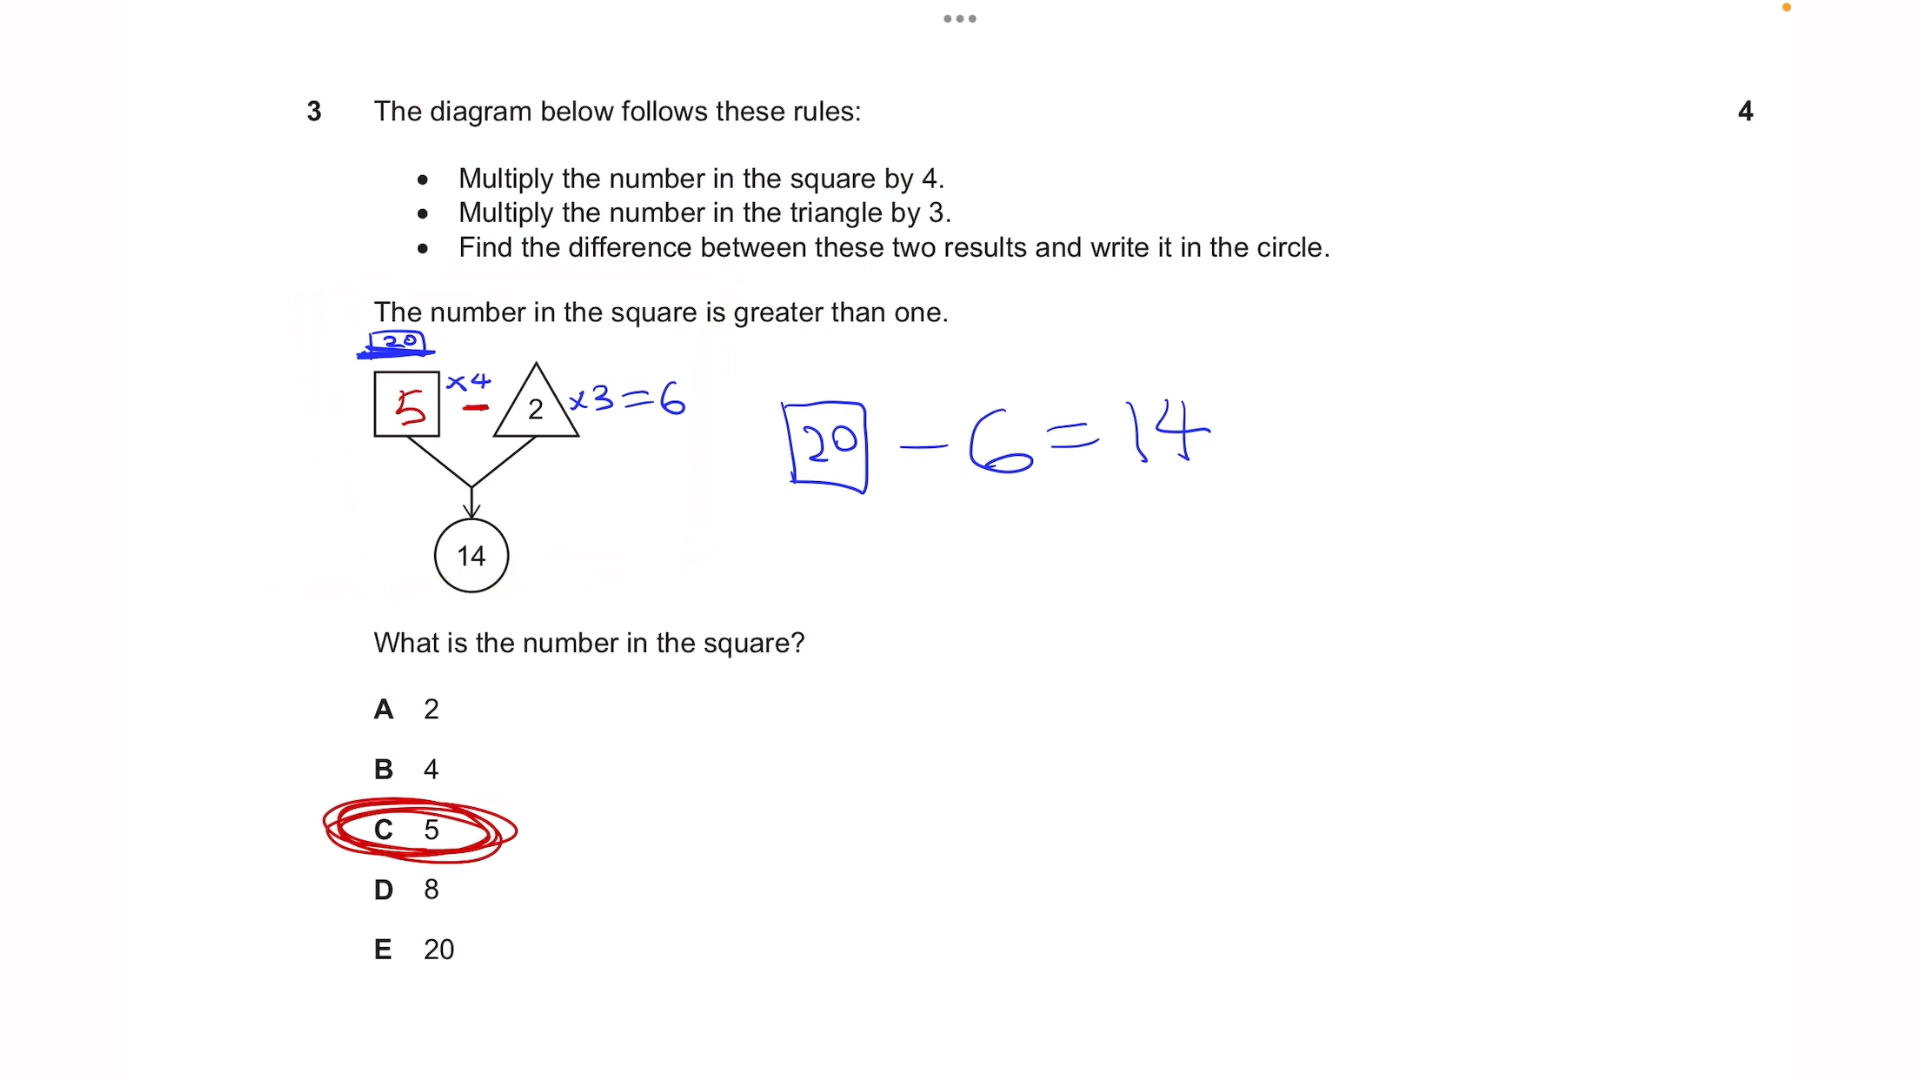 3 The diagram below follows these rules: 4
• Multiply the number in the square by 4.
• Multiply the number in the triangle by 3.
• Find the difference between these two results and write it in the circle.
The number in the square is greater than one.
20
5 ×4 − 2 ×3=6
20 − 6 = 14
14
What is the number in the square?
A 2
B 4
C 5
D 8
E 20